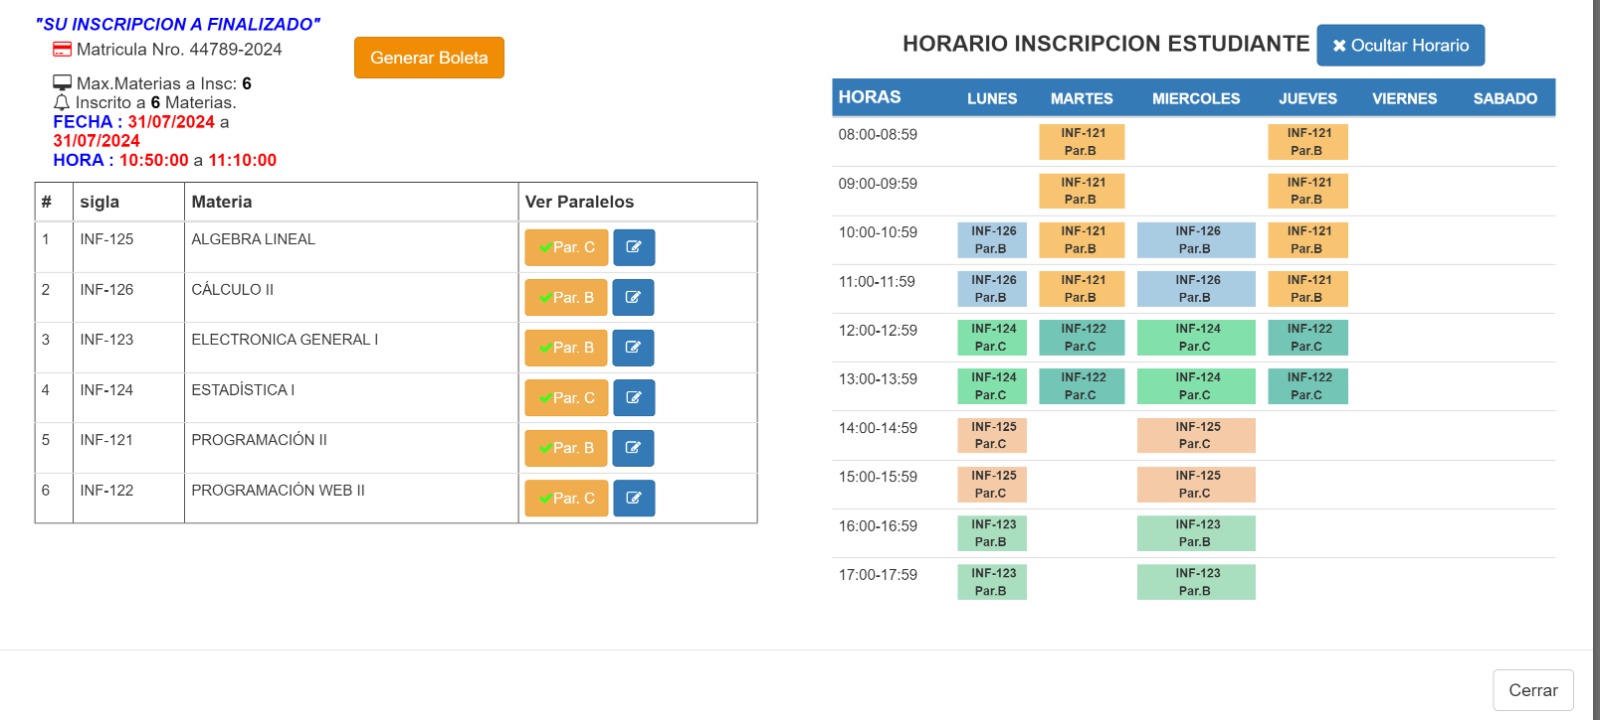 "SU INSCRIPCION A FINALIZADO"
Matricula Nro. 44789-2024
Generar Boleta
Max.Materias a Insc: 6
Inscrito a 6 Materias.
FECHA : 31/07/2024 a
31/07/2024
HORA : 10:50:00 a 11:10:00
# sigla Materia Ver Paralelos
1 INF-125 ALGEBRA LINEAL Par. C
2 INF-126 CÁLCULO II Par. B
3 INF-123 ELECTRONICA GENERAL I Par. B
4 INF-124 ESTADÍSTICA I Par. C
5 INF-121 PROGRAMACIÓN II Par. B
6 INF-122 PROGRAMACIÓN WEB II Par. C
HORARIO INSCRIPCION ESTUDIANTE Ocultar Horario
HORAS LUNES MARTES MIERCOLES JUEVES VIERNES SABADO
08:00-08:59 INF-121 INF-121
Par.B Par.B
09:00-09:59 INF-121 INF-121
Par.B Par.B
10:00-10:59 INF-126 INF-121 INF-126 INF-121
Par.B Par.B Par.B Par.B
11:00-11:59 INF-126 INF-121 INF-126 INF-121
Par.B Par.B Par.B Par.B
12:00-12:59 INF-124 INF-122 INF-124 INF-122
Par.C Par.C Par.C Par.C
13:00-13:59 INF-124 INF-122 INF-124 INF-122
Par.C Par.C Par.C Par.C
14:00-14:59 INF-125 INF-125
Par.C Par.C
15:00-15:59 INF-125 INF-125
Par.C Par.C
16:00-16:59 INF-123 INF-123
Par.B Par.B
17:00-17:59 INF-123 INF-123
Par.B Par.B
Cerrar